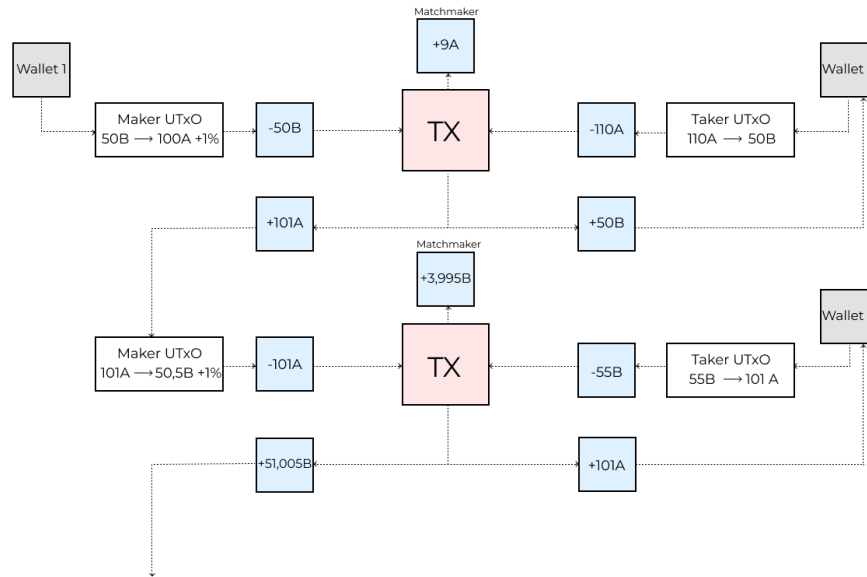 Matchmaker
+9A
Wallet 1
Wallet
Maker UTxO
50B → 100A +1%
-50B
TX
-110A
Taker UTxO
110A → 50B
+101A
+50B
Matchmaker
+3,995B
Wallet
Maker UTxO
101A → 50,5B +1%
-101A
TX
-55B
Taker UTxO
55B → 101 A
+51,005B
+101A